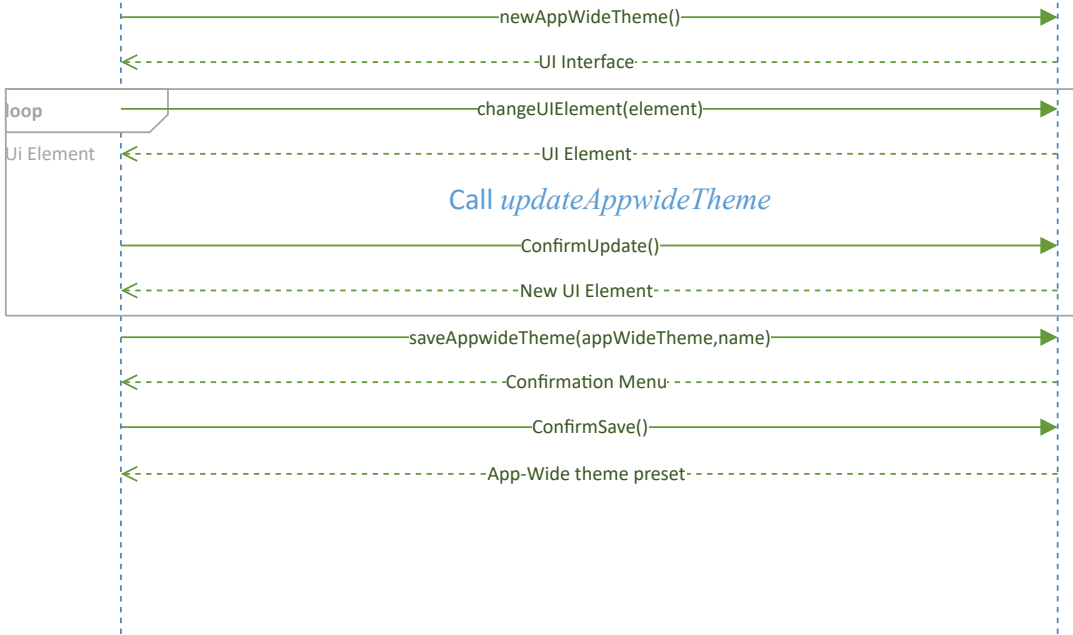 newAppWideTheme()
UI Interface
loop
changeUIElement(element)
Ui Element
UI Element
Call updateAppwideTheme
ConfirmUpdate()
New UI Element
saveAppwideTheme(appWideTheme,name)
Confirmation Menu
ConfirmSave()
App-Wide theme preset